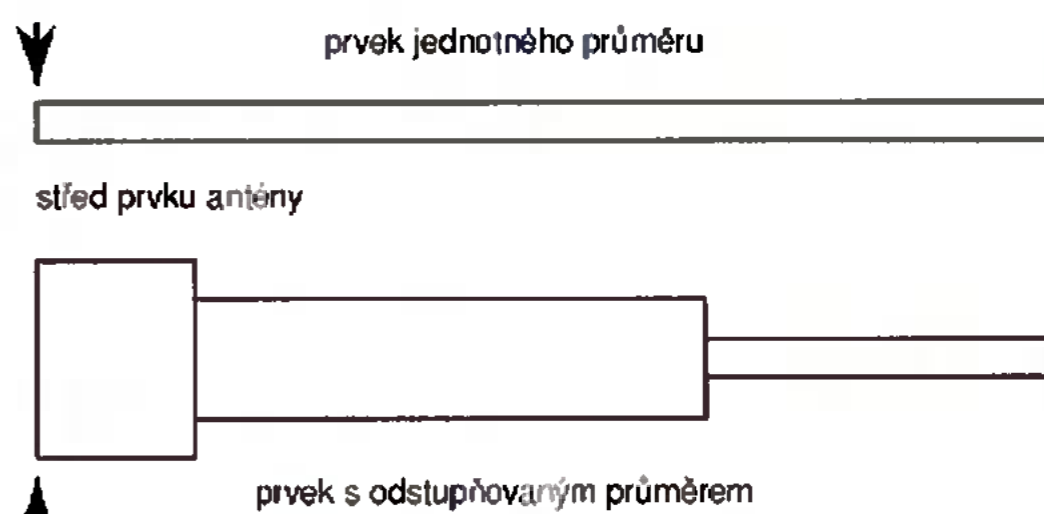 prvek jednotného průměru
střed prvku antény
prvek s odstupňovaným průměrem